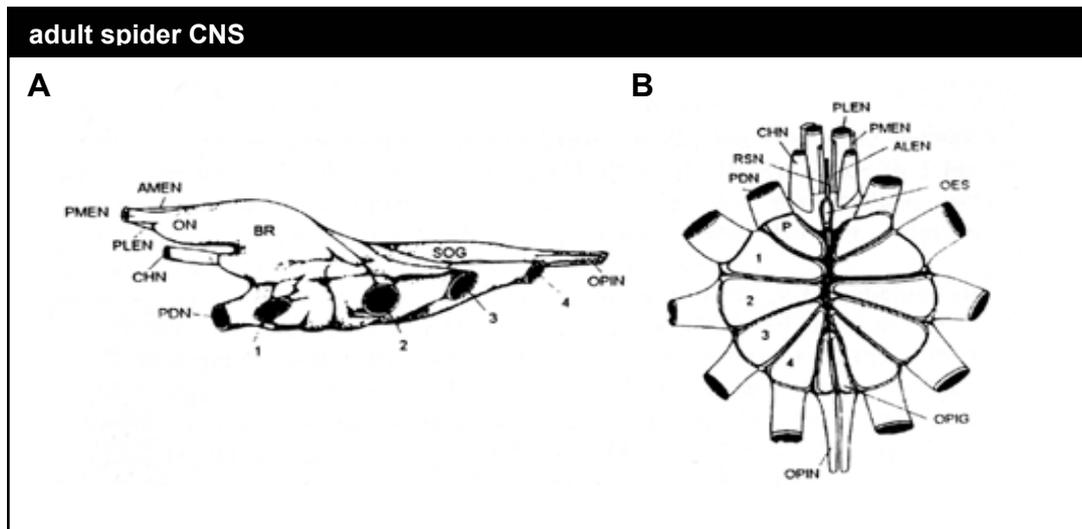 adult spider CNS
A
AMEN
PMEN
ON
BR
PLEN
CHN
SOG
OPIN
PDN
1
2
3
4
B
PLEN
CHN
PMEN
ALEN
RSN
PDN
OES
P
1
2
3
4
OPIG
OPIN